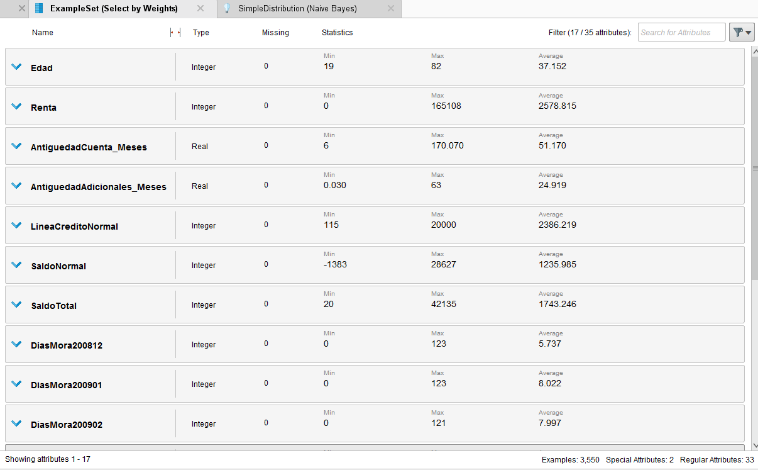 ExampleSet (Select by Weights) SimpleDistribution (Naive Bayes)
Name Type Missing Statistics Filter (17 / 35 attributes): Search for Attributes
Min Max Average
Edad Integer 0 19 82 37.152
Min Max Average
Renta Integer 0 0 165108 2578.815
Min Max Average
AntiguedadCuenta_Meses Real 0 6 170.070 51.170
Min Max Average
AntiguedadAdicionales_Meses Real 0 0.030 63 24.919
Min Max Average
LineaCreditoNormal Integer 0 115 20000 2386.219
Min Max Average
SaldoNormal Integer 0 -1383 28627 1235.985
Min Max Average
SaldoTotal Integer 0 20 42135 1743.246
Min Max Average
DiasMora200812 Integer 0 0 123 5.737
Min Max Average
DiasMora200901 Integer 0 0 123 8.022
Min Max Average
DiasMora200902 Integer 0 0 121 7.997
Showing attributes 1 - 17 Examples: 3,550 Special Attributes: 2 Regular Attributes: 33